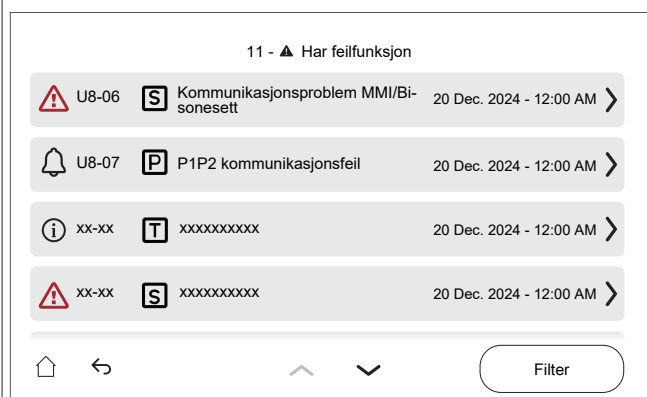 11 - Har feilfunksjon
U8-06 S Kommunikasjonsproblem MMI/Bi-
sonesett 20 Dec. 2024 - 12:00 AM
U8-07 P P1P2 kommunikasjonsfeil 20 Dec. 2024 - 12:00 AM
xx-xx T xxxxxxxxxx 20 Dec. 2024 - 12:00 AM
xx-xx S xxxxxxxxxx 20 Dec. 2024 - 12:00 AM
Filter